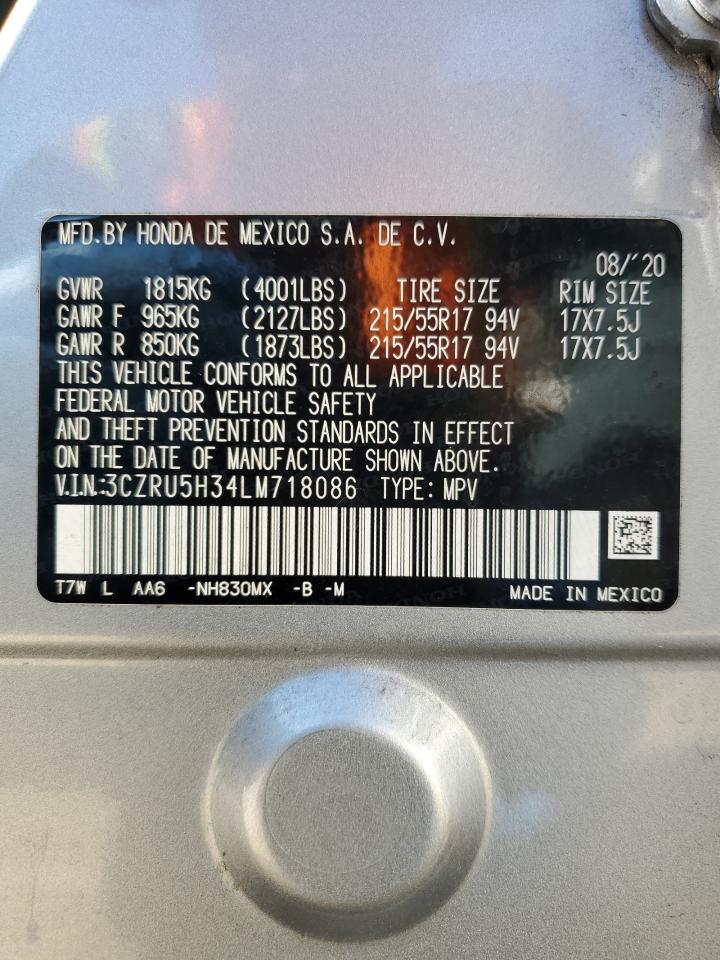 MFD.BY HONDA DE MEXICO S.A. DE C.V.
08/'20
GVWR 1815KG (4001LBS) TIRE SIZE RIM SIZE
GAWR F 965KG (2127LBS) 215/55R17 94V 17X7.5J
GAWR R 850KG (1873LBS) 215/55R17 94V 17X7.5J
THIS VEHICLE CONFORMS TO ALL APPLICABLE
FEDERAL MOTOR VEHICLE SAFETY
AND THEFT PREVENTION STANDARDS IN EFFECT
ON THE DATE OF MANUFACTURE SHOWN ABOVE.
V.I.N:3CZRU5H34LM718086 TYPE: MPV
T7W L AA6 -NH830MX -B -M MADE IN MEXICO